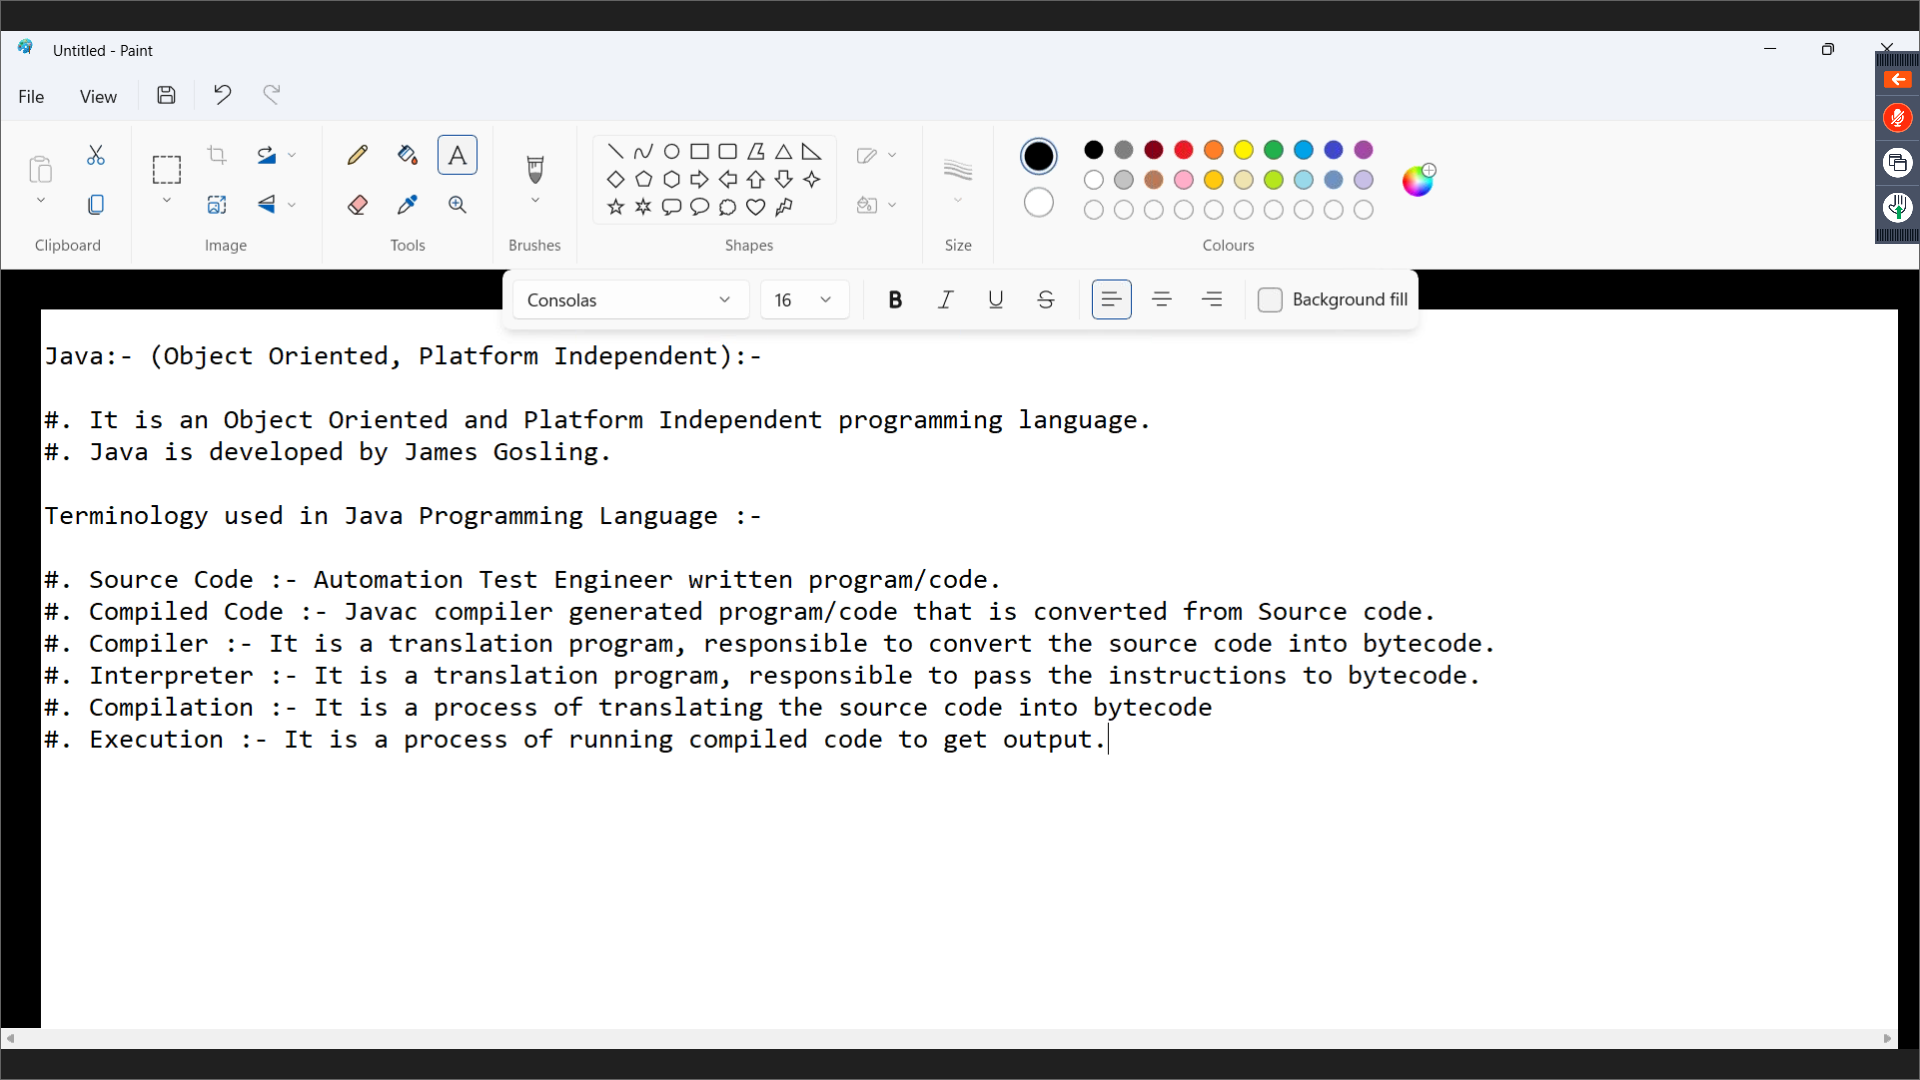 Untitled - Paint
File View
Clipboard Image Tools Brushes Shapes Size Colours
Consolas 16 B I U S Background fill
Java:- (Object Oriented, Platform Independent):-
#. It is an Object Oriented and Platform Independent programming language.
#. Java is developed by James Gosling.
Terminology used in Java Programming Language :-
#. Source Code :- Automation Test Engineer written program/code.
#. Compiled Code :- Javac compiler generated program/code that is converted from Source code.
#. Compiler :- It is a translation program, responsible to convert the source code into bytecode.
#. Interpreter :- It is a translation program, responsible to pass the instructions to bytecode.
#. Compilation :- It is a process of translating the source code into bytecode
#. Execution :- It is a process of running compiled code to get output.